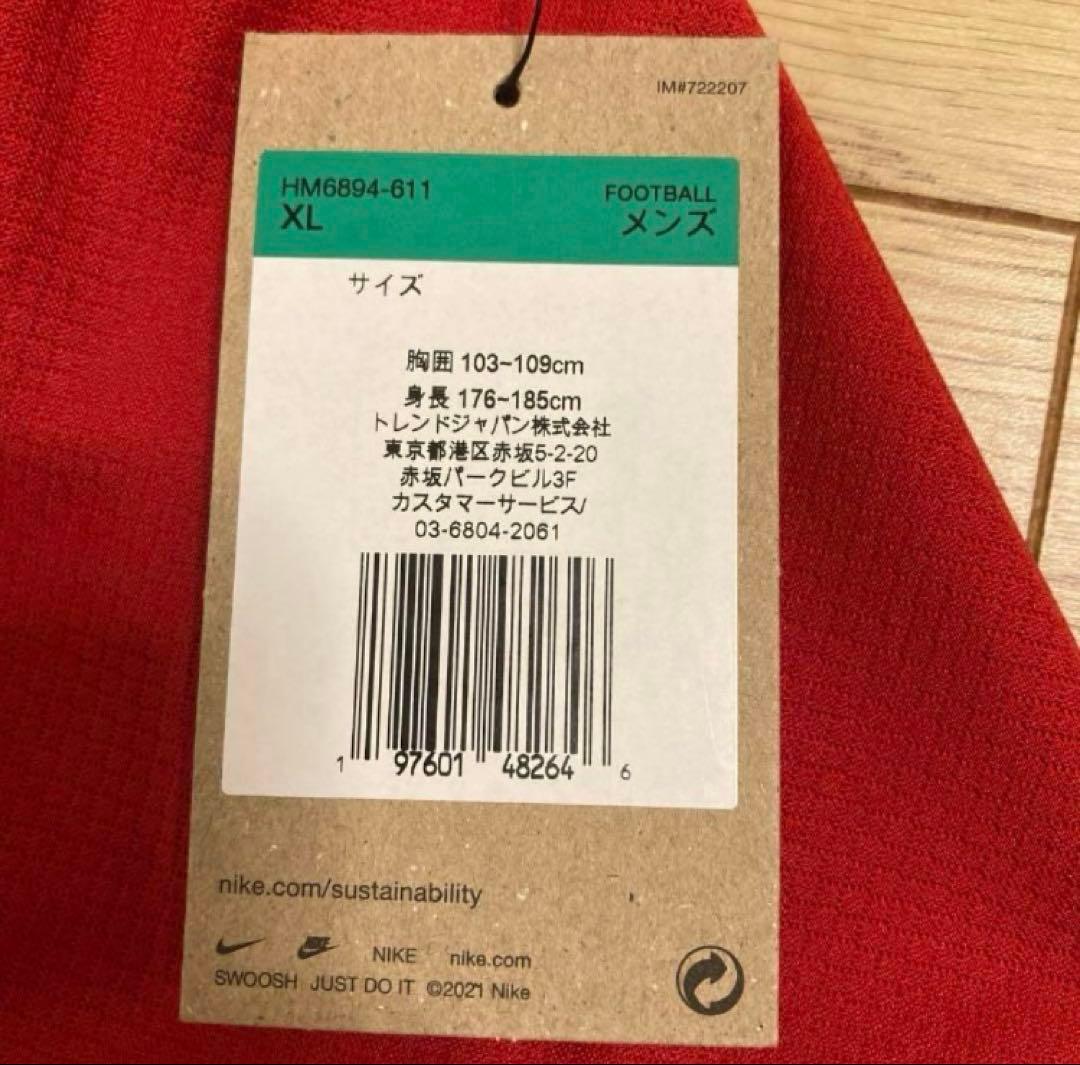 IM#722207
HM6894-611 FOOTBALL
XL メンズ
サイズ
胸囲 103~109cm
身長 176~185cm
トレンドジャパン株式会社
東京都港区赤坂5-2-20
赤坂パークビル3F
カスタマーサービス/
03-6804-2061
1 97601 48264 6
nike.com/sustainability
NIKE nike.com
SWOOSH JUST DO IT ©2021 Nike